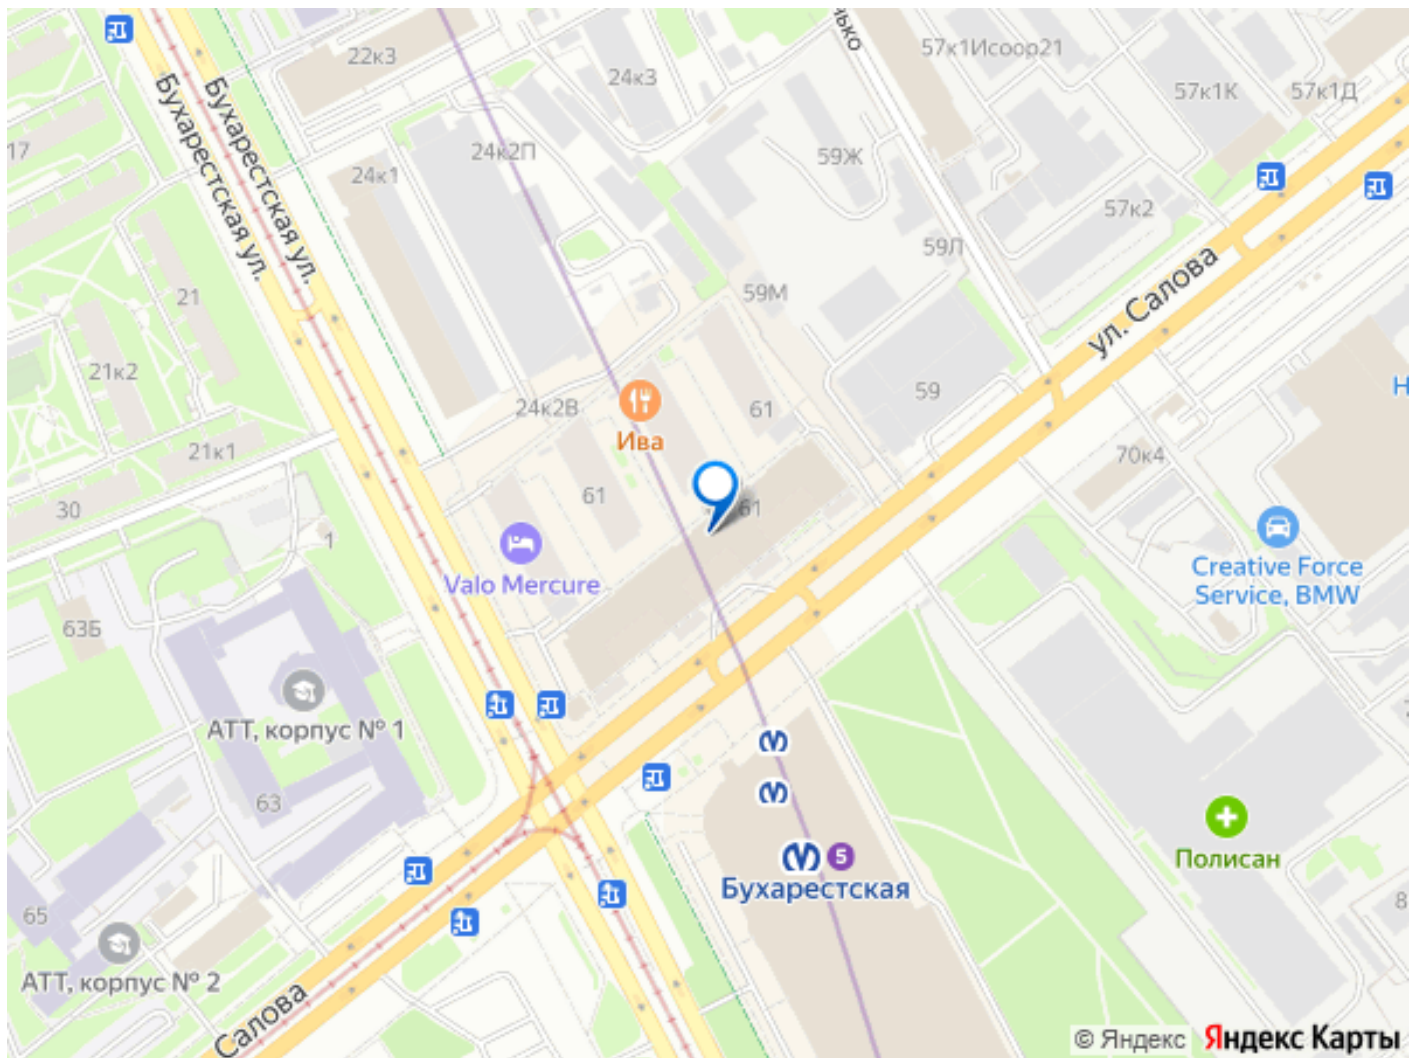 22к3
24к3
57к1Исоор21
57к1К
57к1Д
Бухарестская ул.
Бухарестская ул.
17
24к2П
24к1
59Ж
57к2
59Л
ул. Салова
21
59М
21к2
24к2В
Ива
61
59
Н
21к1
70к4
30
61
61
1
Valo Mercure
Creative Force
Service, BMW
63Б
АТТ, корпус № 1
63
5
Бухарестская
Полисан
65
8
АТТ, корпус № 2
Салова
© Яндекс
Яндекс Карты